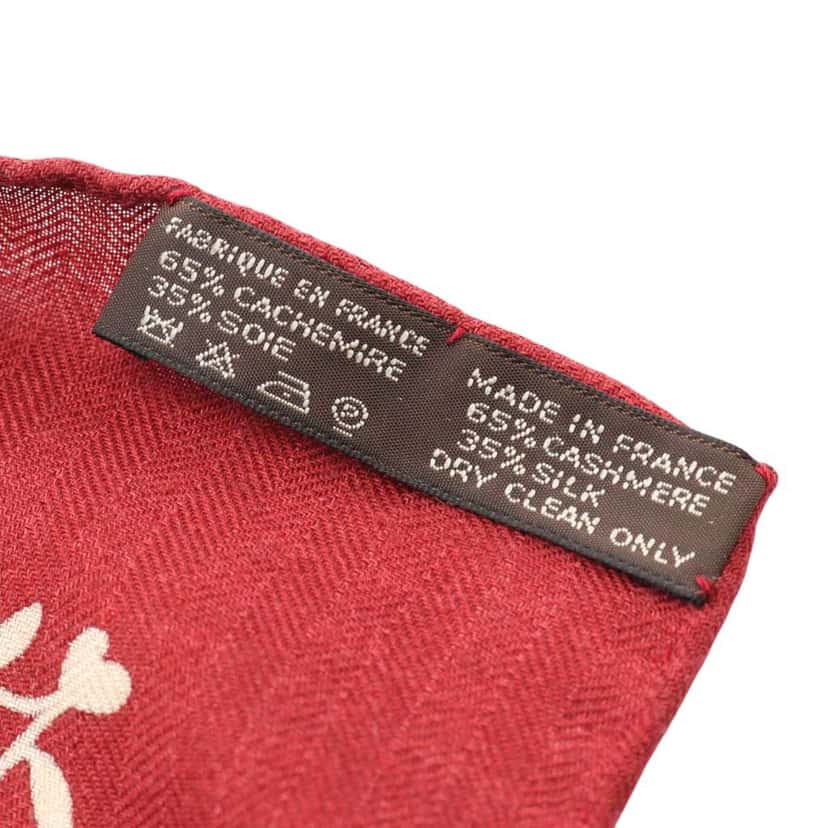 FABRIQUE EN FRANCE
65% CACHEMIRE
35% SOIE
P
MADE IN FRANCE
65% CASHMERE
35% SILK
DRY CLEAN ONLY